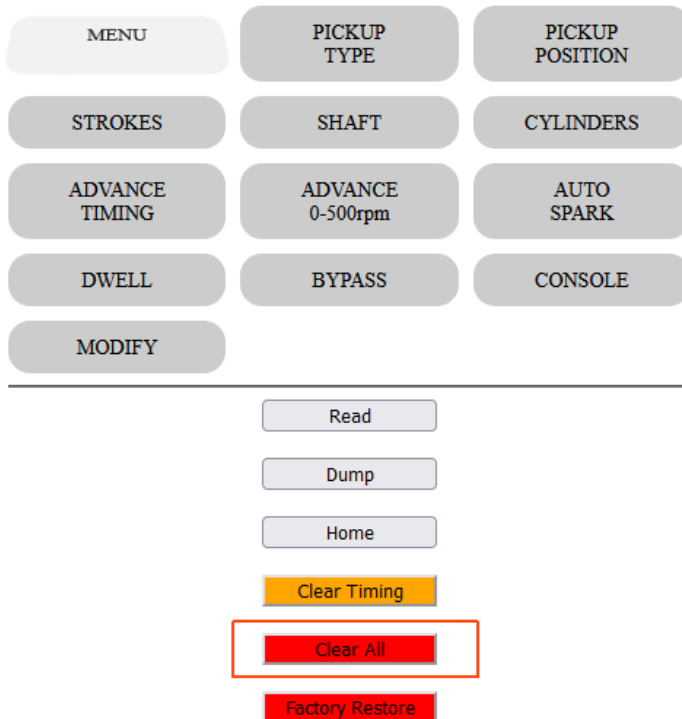 MENU
PICKUP
TYPE
PICKUP
POSITION
STROKES
SHAFT
CYLINDERS
ADVANCE
TIMING
ADVANCE
0-500rpm
AUTO
SPARK
DWELL
BYPASS
CONSOLE
MODIFY
Read
Dump
Home
Clear Timing
Clear All
Factory Restore